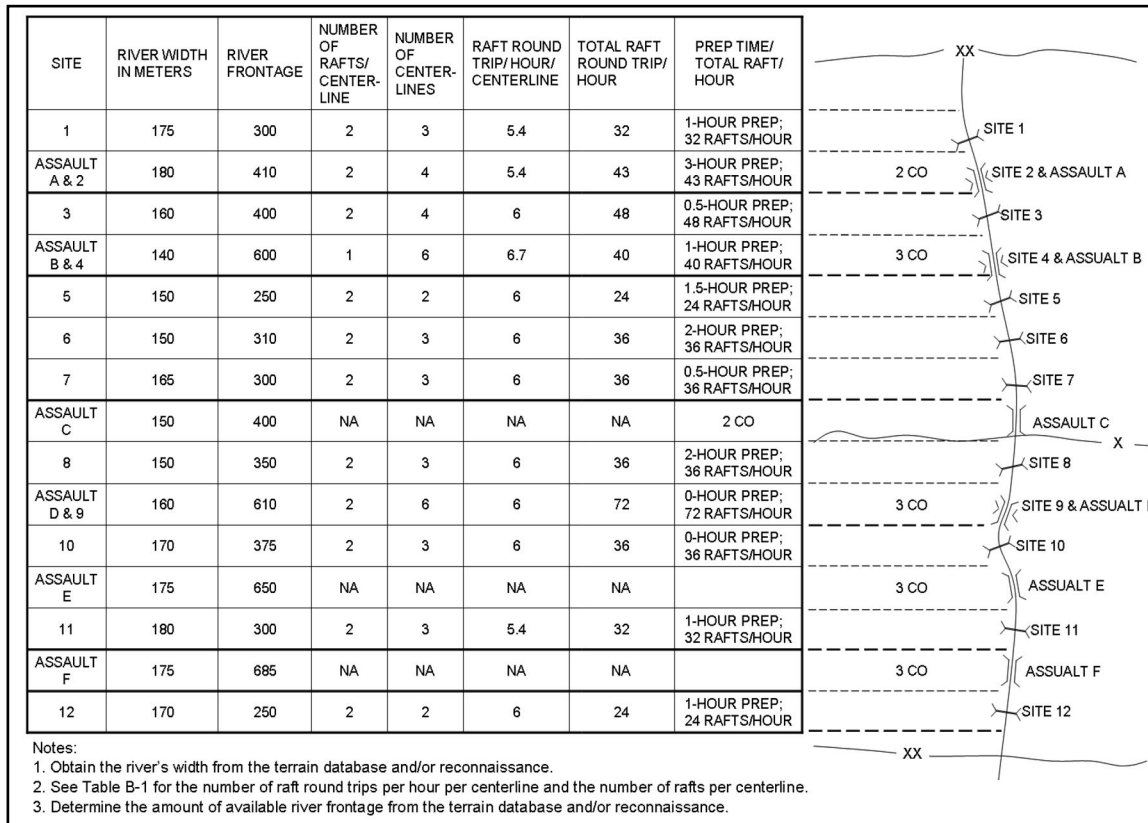 SITE
RIVER WIDTH
IN METERS
RIVER
FRONTAGE
NUMBER
OF
RAFTS/
CENTER-
LINE
NUMBER
OF
CENTER-
LINES
RAFT ROUND
TRIP/HOUR/
CENTERLINE
TOTAL RAFT
ROUND TRIP/
HOUR
PREP TIME/
TOTAL RAFT/
HOUR
1 175 300 2 3 5.4 32 1-HOUR PREP;
32 RAFTS/HOUR
ASSAULT
A & 2 180 410 2 4 5.4 43 3-HOUR PREP;
43 RAFTS/HOUR
3 160 400 2 4 6 48 0.5-HOUR PREP;
48 RAFTS/HOUR
ASSAULT
B & 4 140 600 1 6 6.7 40 1-HOUR PREP;
40 RAFTS/HOUR
5 150 250 2 2 6 24 1.5-HOUR PREP;
24 RAFTS/HOUR
6 150 310 2 3 6 36 2-HOUR PREP;
36 RAFTS/HOUR
7 165 300 2 3 6 36 0.5-HOUR PREP;
36 RAFTS/HOUR
ASSAULT
C 150 400 NA NA NA NA 2 CO
8 150 350 2 3 6 36 2-HOUR PREP;
36 RAFTS/HOUR
ASSAULT
D & 9 160 610 2 6 6 72 0-HOUR PREP;
72 RAFTS/HOUR
10 170 375 2 3 6 36 0-HOUR PREP;
36 RAFTS/HOUR
ASSAULT
E 175 650 NA NA NA NA
11 180 300 2 3 5.4 32 1-HOUR PREP;
32 RAFTS/HOUR
ASSAULT
F 175 685 NA NA NA NA
12 170 250 2 2 6 24 1-HOUR PREP;
24 RAFTS/HOUR
XX
SITE 1
2 CO SITE 2 & ASSAULT A
SITE 3
3 CO SITE 4 & ASSUALT B
SITE 5
SITE 6
SITE 7
ASSAULT C
X
SITE 8
3 CO SITE 9 & ASSUALT
SITE 10
3 CO ASSUALT E
SITE 11
3 CO ASSUALT F
SITE 12
XX
Notes:
1. Obtain the river's width from the terrain database and/or reconnaissance.
2. See Table B-1 for the number of raft round trips per hour per centerline and the number of rafts per centerline.
3. Determine the amount of available river frontage from the terrain database and/or reconnaissance.